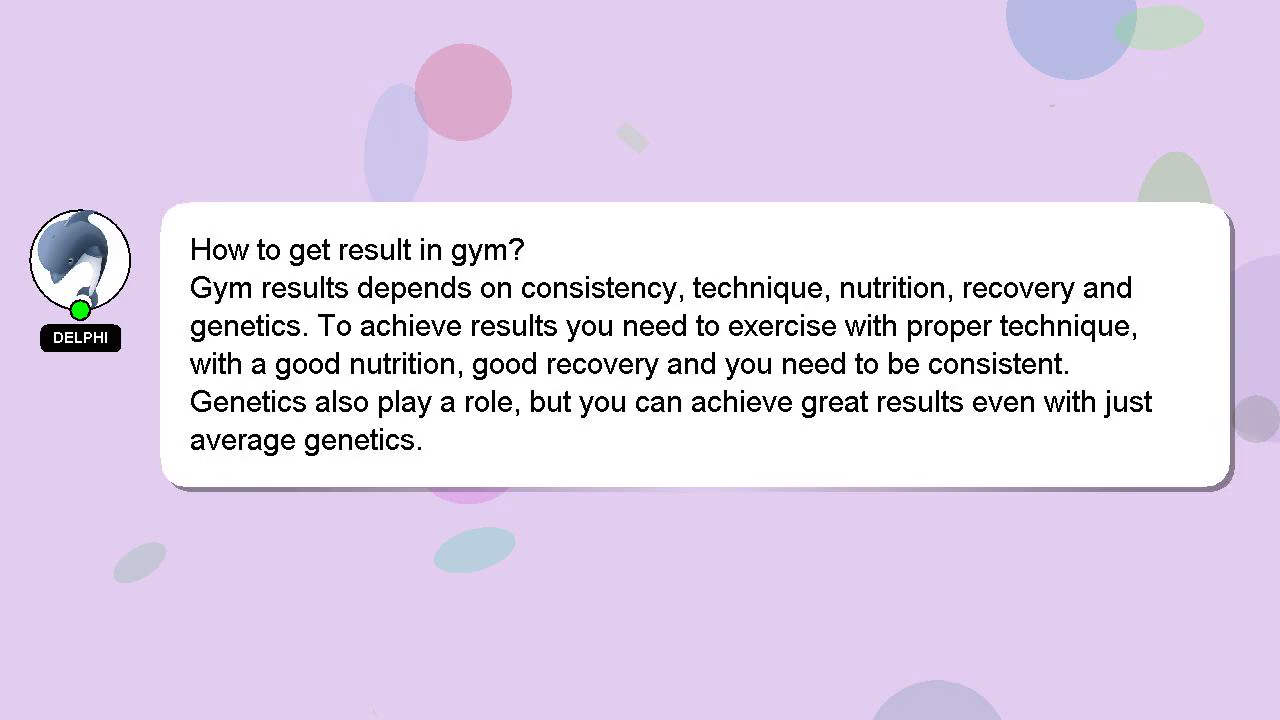 How to get result in gym?
Gym results depends on consistency, technique, nutrition, recovery and
genetics. To achieve results you need to exercise with proper technique,
with a good nutrition, good recovery and you need to be consistent.
Genetics also play a role, but you can achieve great results even with just
average genetics.
DELPHI